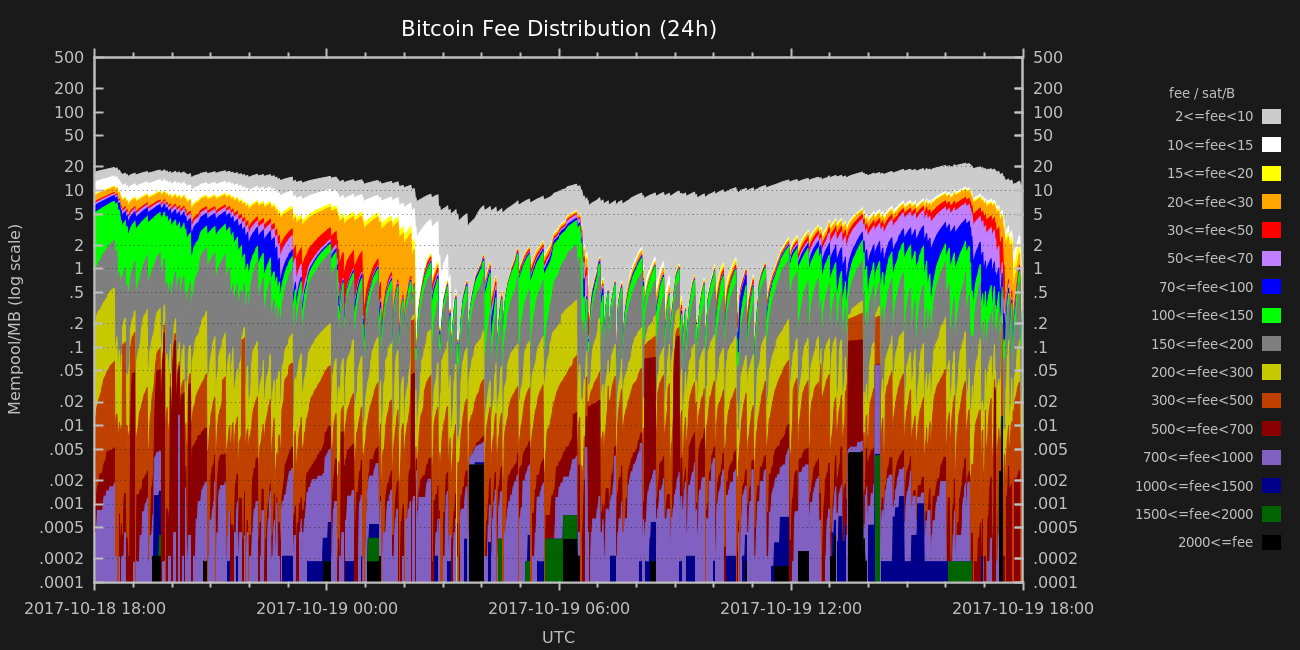 Bitcoin Fee Distribution (24h)
500
200
100
50
20
10
5
2
1
.5
.2
.1
.05
.02
.01
.005
.002
.001
.0005
.0002
.0001
Mempool/MB (log scale)
500
200
100
50
20
10
5
2
1
.5
.2
.1
.05
.02
.01
.005
.002
.001
.0005
.0002
.0001
2017-10-18 18:00
2017-10-19 00:00
2017-10-19 06:00
2017-10-19 12:00
2017-10-19 18:00
UTC
fee / sat/B
2<=fee<10
10<=fee<15
15<=fee<20
20<=fee<30
30<=fee<50
50<=fee<70
70<=fee<100
100<=fee<150
150<=fee<200
200<=fee<300
300<=fee<500
500<=fee<700
700<=fee<1000
1000<=fee<1500
1500<=fee<2000
2000<=fee